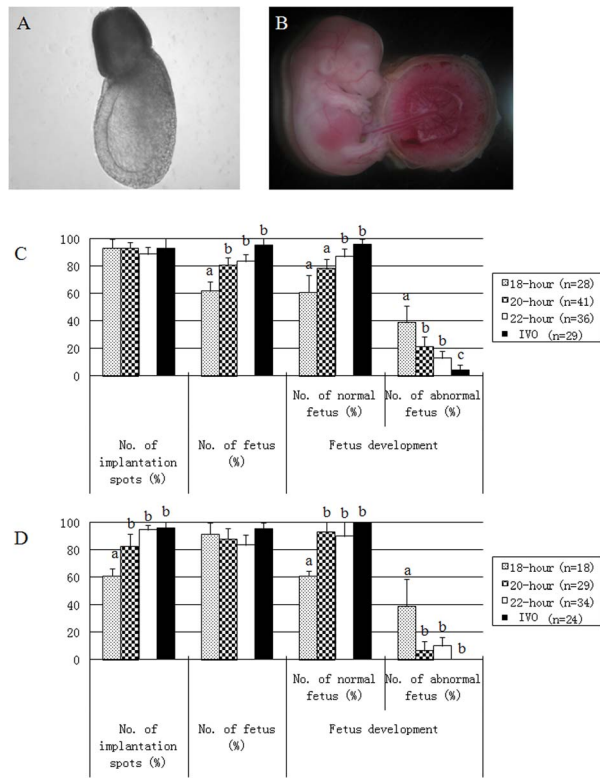 A
B
C
a b b b
a a b b
a b b c
100
80
60
40
20
0
18-hour (n=28)
20-hour (n=41)
22-hour (n=36)
IVO (n=29)
No. of normal fetus (%)
No. of abnormal fetus (%)
No. of implantation spots (%)
No. of fetus (%)
Fetus development
D
a b b b
a b b b
a b b b
100
80
60
40
20
0
18-hour (n=18)
20-hour (n=29)
22-hour (n=34)
IVO (n=24)
No. of normal fetus (%)
No. of abnormal fetus (%)
No. of implantation spots (%)
No. of fetus (%)
Fetus development